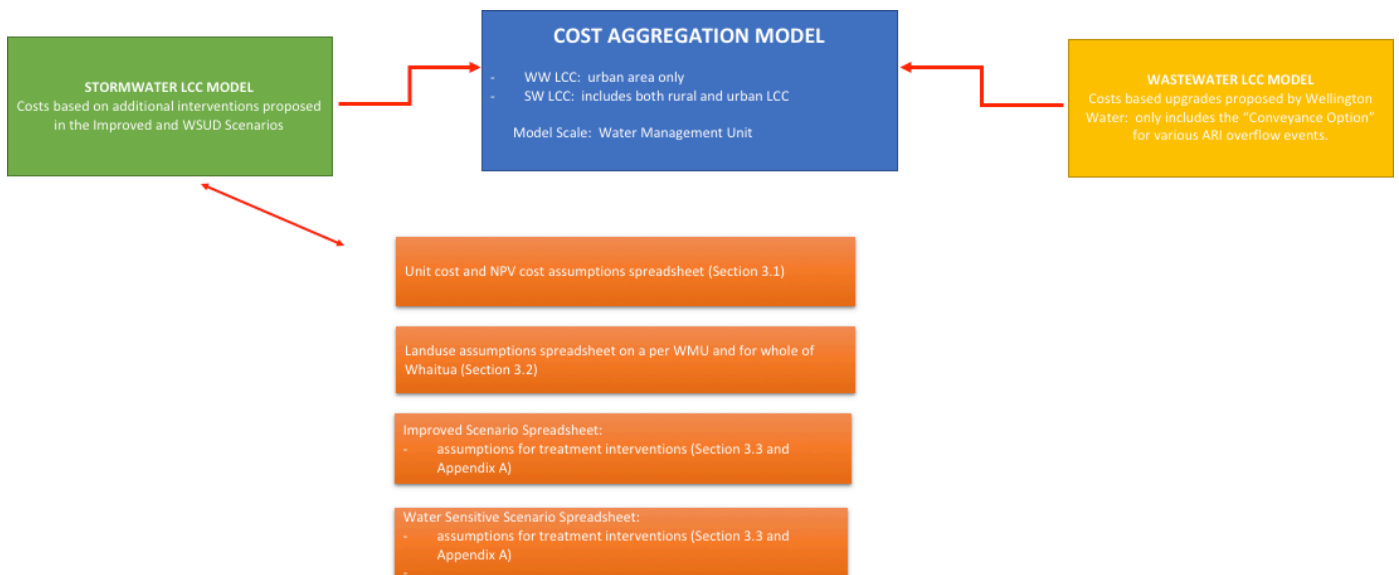 COST AGGREGATION MODEL
- WW LCC: urban area only
- SW LCC: includes both rural and urban LCC
Model Scale: Water Management Unit
STORMWATER LCC MODEL
Costs based on additional interventions proposed
in the Improved and WSUD Scenarios
WASTEWATER LCC MODEL
Costs based upgrades proposed by Wellington
Water: only includes the "Conveyance Option"
for various ARI overflow events.
Unit cost and NPV cost assumptions spreadsheet (Section 3.1)
Landuse assumptions spreadsheet on a per WMU and for whole of
Whaitua (Section 3.2)
Improved Scenario Spreadsheet:
- assumptions for treatment interventions (Section 3.3 and
Appendix A)
Water Sensitive Scenario Spreadsheet:
- assumptions for treatment interventions (Section 3.3 and
Appendix A)
-